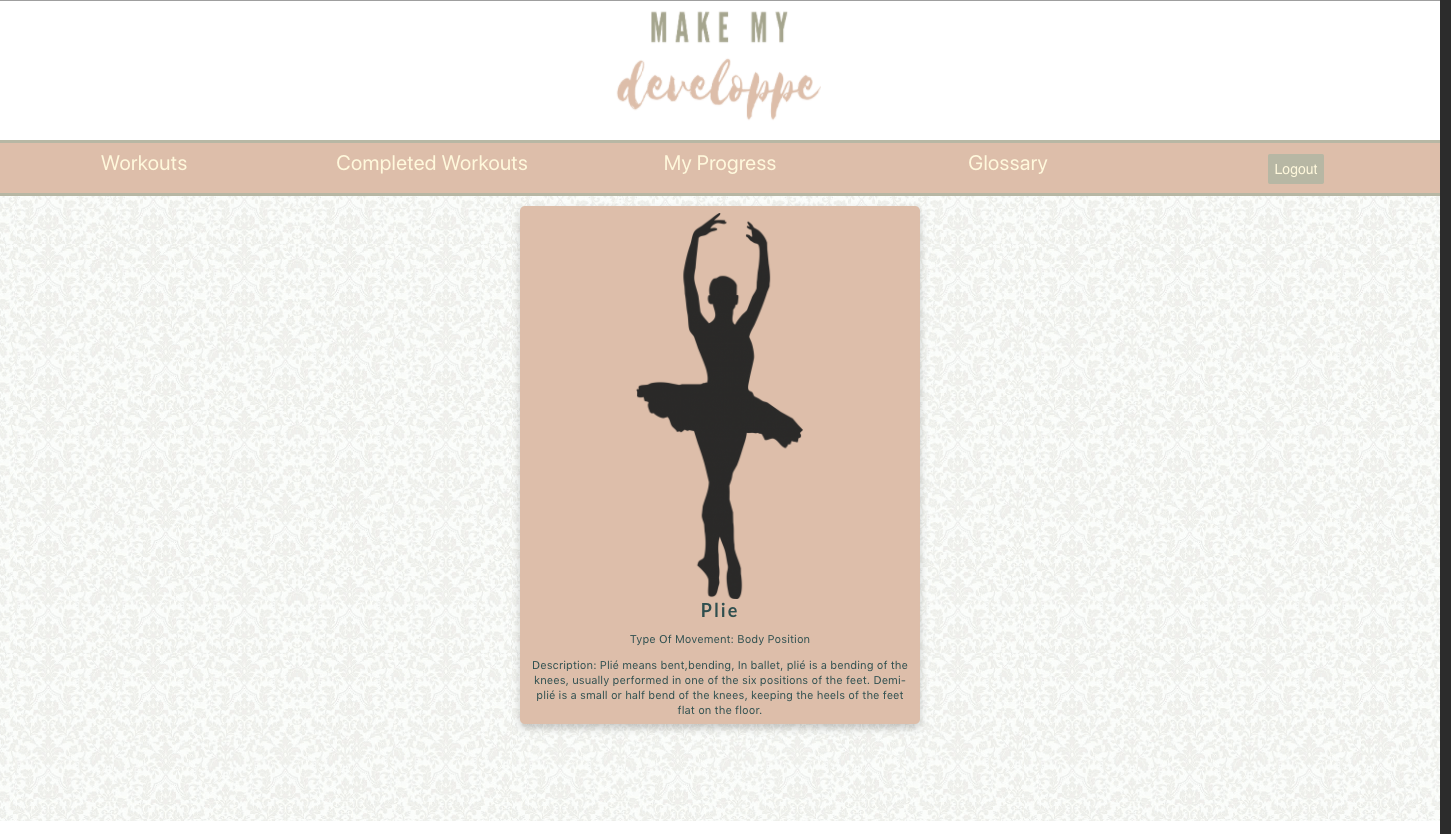 MAKE MY
developpe
Workouts
Completed Workouts
My Progress
Glossary
Logout
Plie
Type Of Movement: Body Position
Description: Plié means bent,bending, In ballet, plié is a bending of the
knees, usually performed in one of the six positions of the feet. Demi-
plié is a small or half bend of the knees, keeping the heels of the feet
flat on the floor.